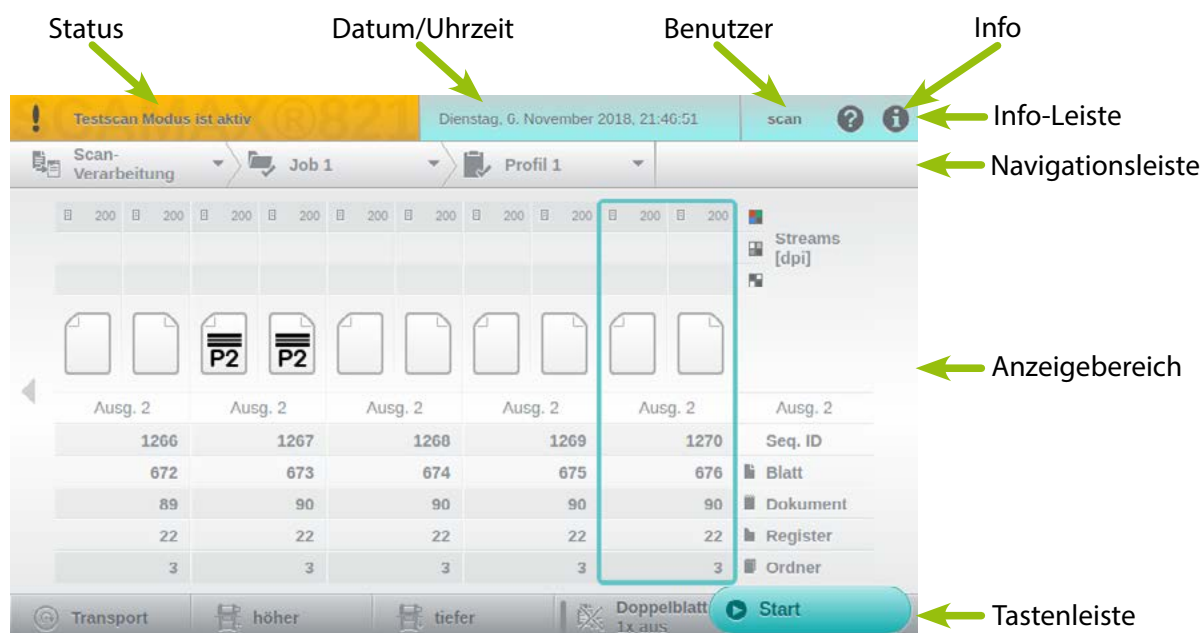 Status Datum/Uhrzeit Benutzer Info
GAMAX®821
Testscan Modus ist aktiv Dienstag, 6. November 2018, 21:46:51 scan ? i Info-Leiste
Scan-
Verarbeitung Job 1 Profil 1 Navigationsleiste
200 200 200 200 200 200 200 200 200 200
Streams
[dpi]
P2 P2
Anzeigebereich
Ausg. 2 Ausg. 2 Ausg. 2 Ausg. 2 Ausg. 2 Ausg. 2
1266 1267 1268 1269 1270 Seq. ID
672 673 674 675 676 Blatt
89 90 90 90 90 Dokument
22 22 22 22 22 Register
3 3 3 3 3 Ordner
Transport höher tiefer Doppelblatt Start
1x aus
Tastenleiste